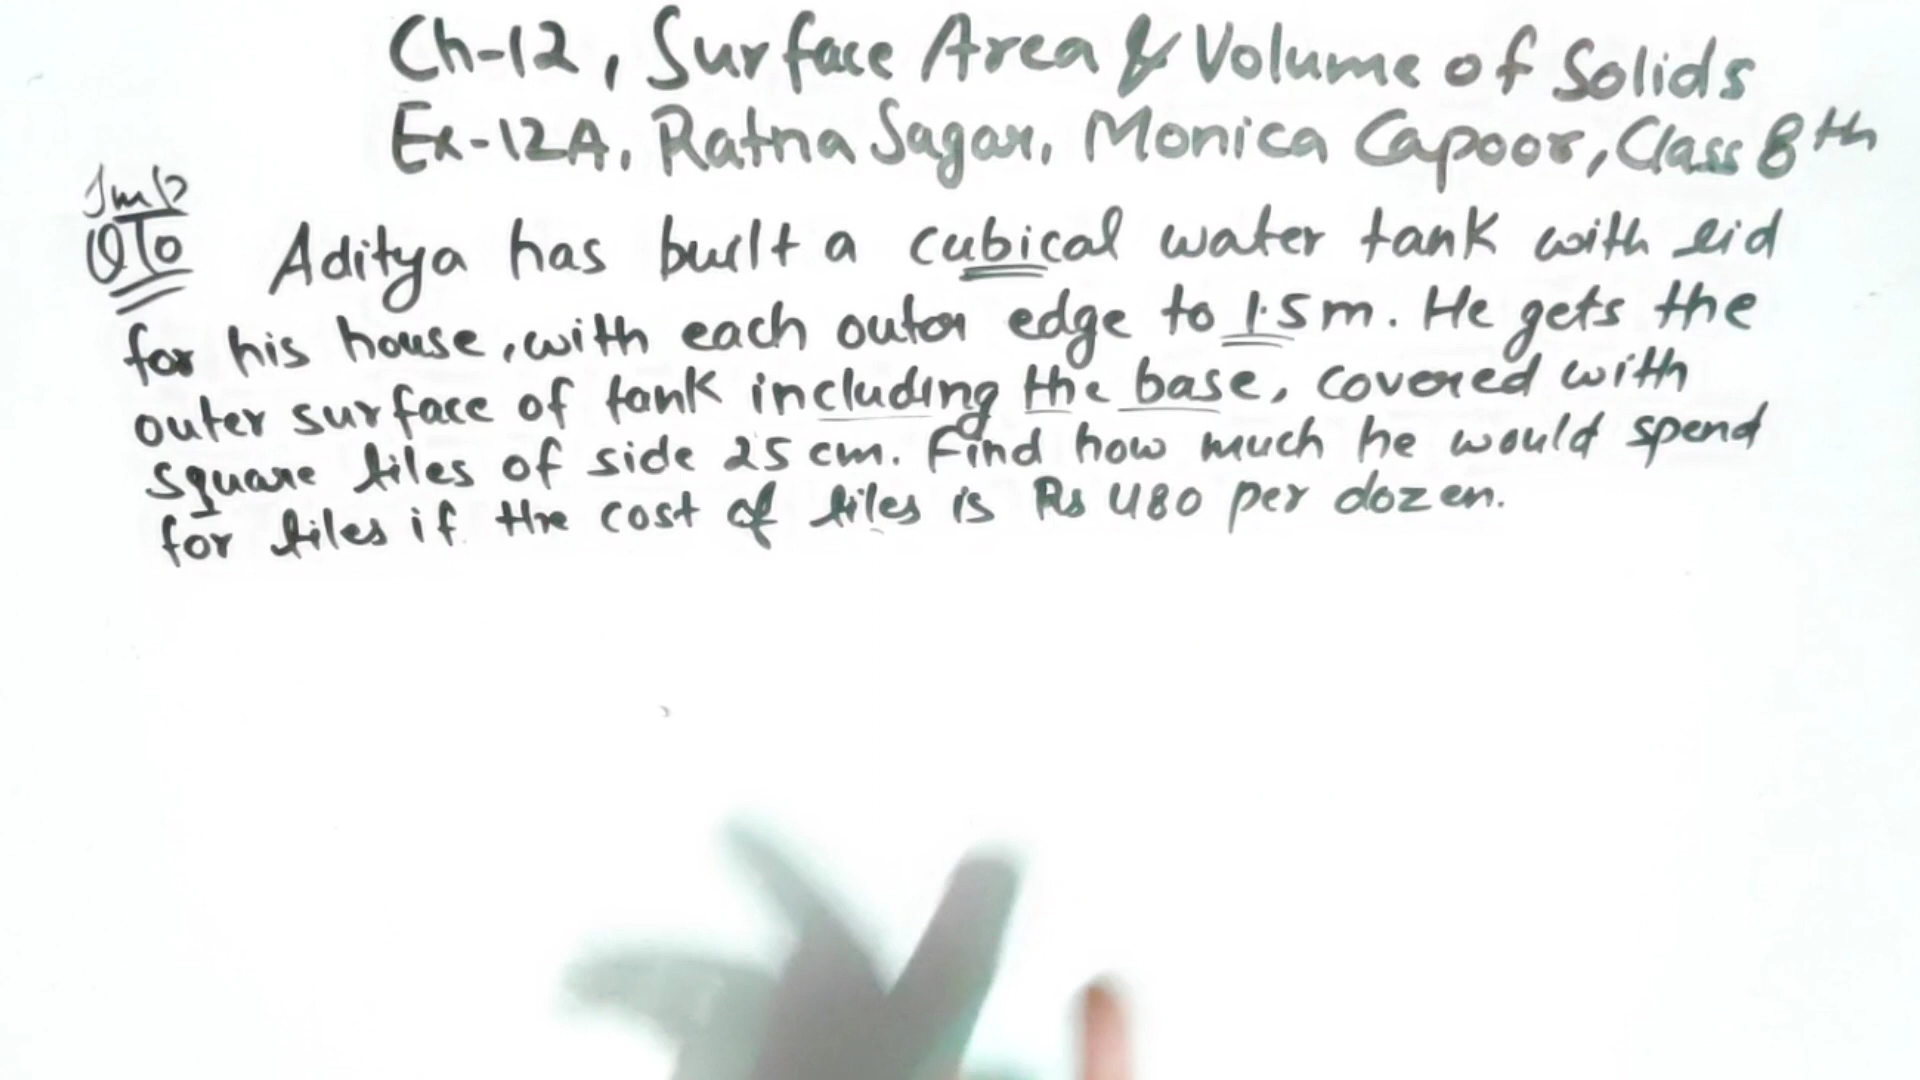 Ch-12, Surface Area & Volume of Solids
Ex-12A, Ratna Sagar, Monica Capoor, Class 8th
Imp
Q10 Aditya has built a cubical water tank with lid
for his house, with each outer edge to 1.5m. He gets the
outer surface of tank including the base, covered with
square tiles of side 25 cm. Find how much he would spend
for tiles if the cost of tiles is Rs 480 per dozen.